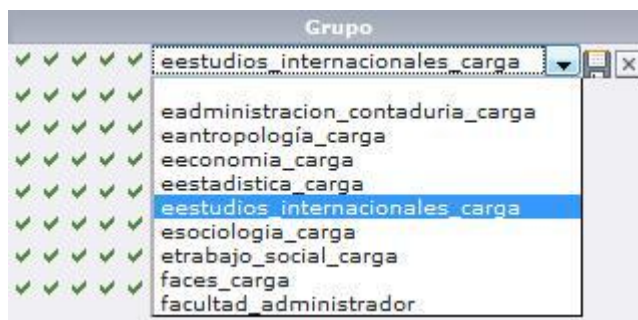 Grupo
eestudios_internacionales_carga
eadministracion_contaduria_carga
eantropología_carga
eeconomia_carga
eestadistica_carga
eestudios_internacionales_carga
esociologia_carga
etrabajo_social_carga
faces_carga
facultad_administrador